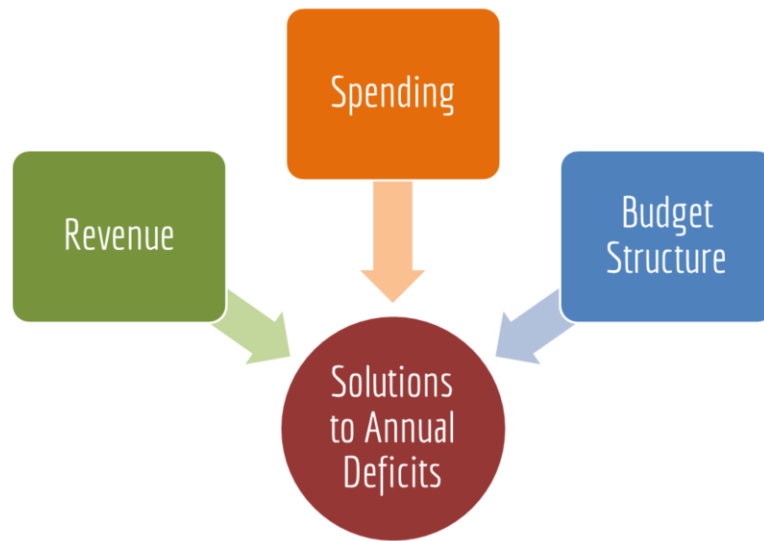 Spending
Revenue
Budget
Structure
Solutions
to Annual
Deficits